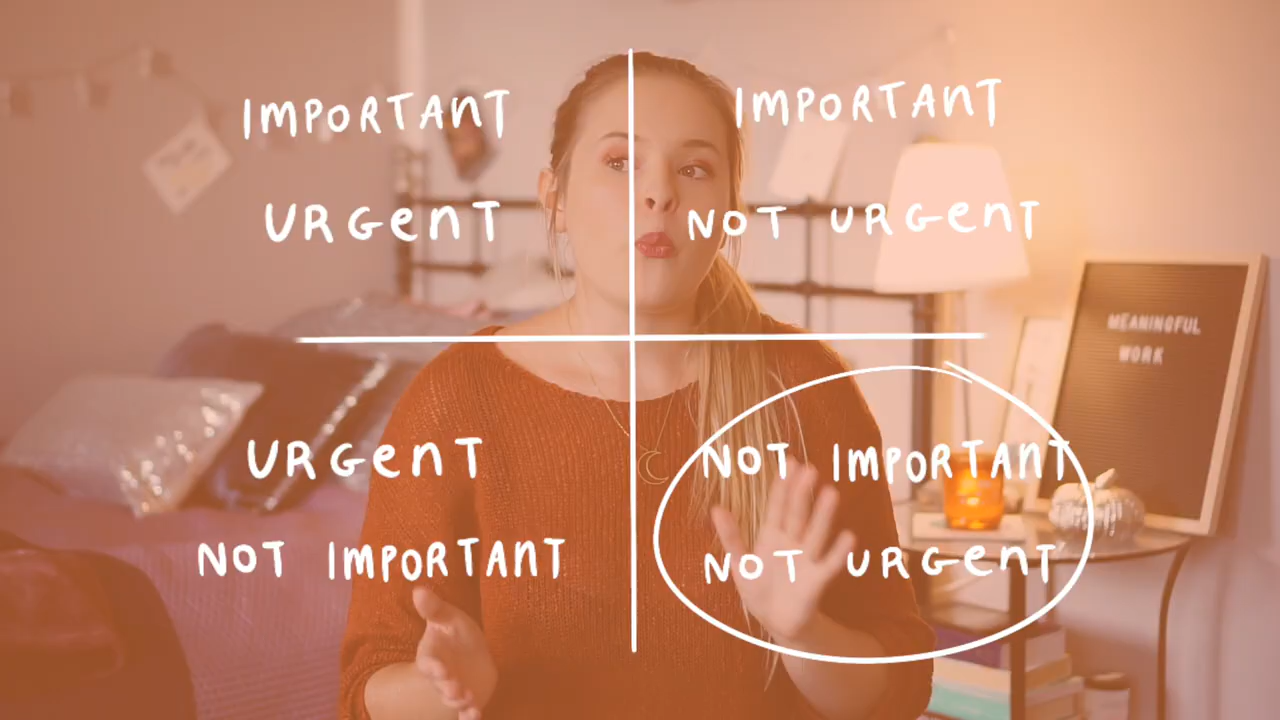 IMPORTANT
URGenT
IMPORTANT
NOT URGenT
URGenT
NOT IMPORTANT
NOT IMPORTANT
NOT URGenT
MEANINGFUL
WORK